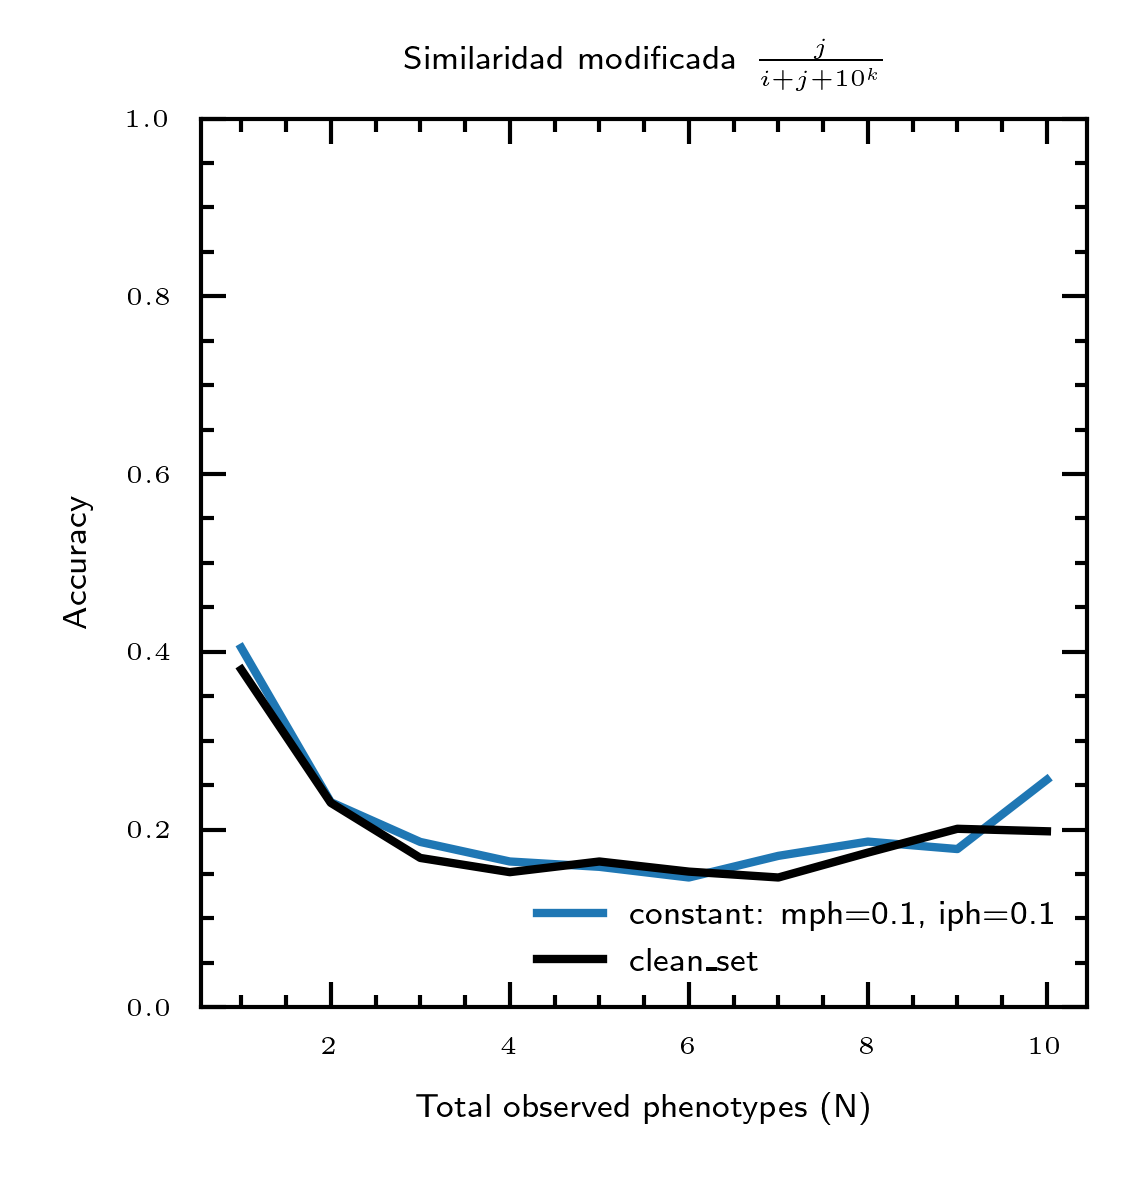 Similaridad modificada j/(i+j+10^k)
1.0
0.8
0.6
0.4
0.2
0.0
Accuracy
constant: mph=0.1, iph=0.1
clean_set
2 4 6 8 10
Total observed phenotypes (N)